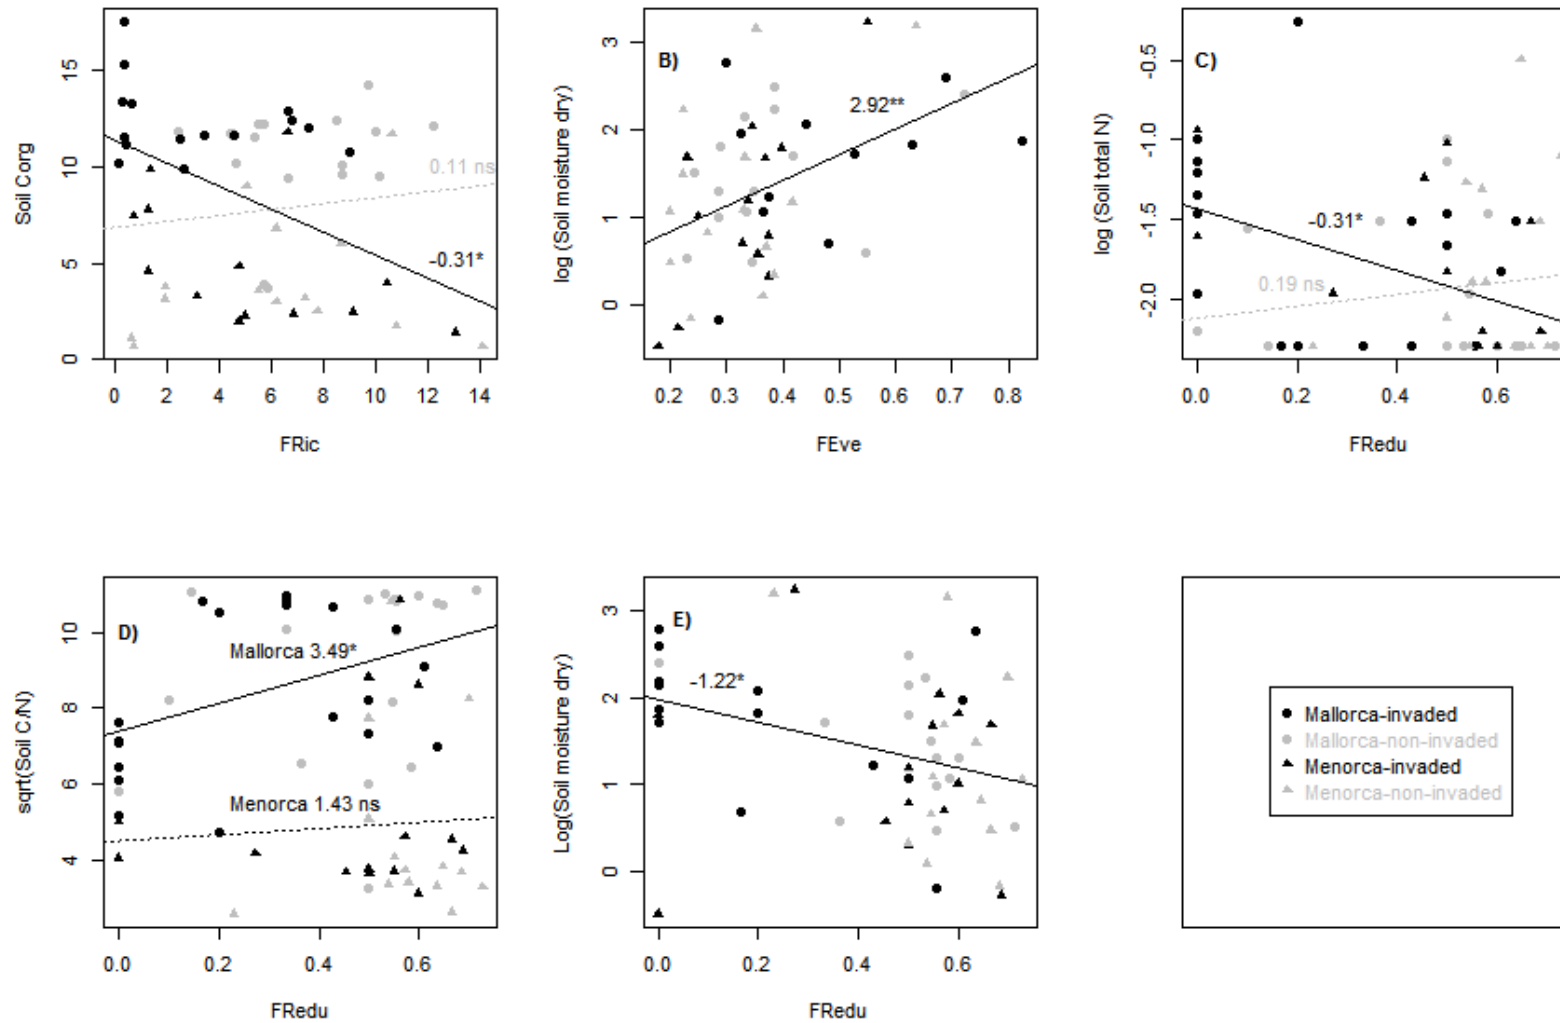 15
10
5
0
Soil Corg
0.11 ns
-0.31*
0 2 4 6 8 10 12 14
FRic
B)
3
2
1
0
log (Soil moisture dry)
2.92**
0.2 0.3 0.4 0.5 0.6 0.7 0.8
FEve
C)
-0.5
-1.0
-1.5
-2.0
log (Soil total N)
-0.31*
0.19 ns
0.0 0.2 0.4 0.6
FRedu
D)
10
8
6
4
sqrt(Soil C/N)
Mallorca 3.49*
Menorca 1.43 ns
0.0 0.2 0.4 0.6
FRedu
E)
3
2
1
0
Log(Soil moisture dry)
-1.22*
0.0 0.4 0.6
FRedu
Mallorca-invaded
Mallorca-non-invaded
Menorca-invaded
Menorca-non-invaded